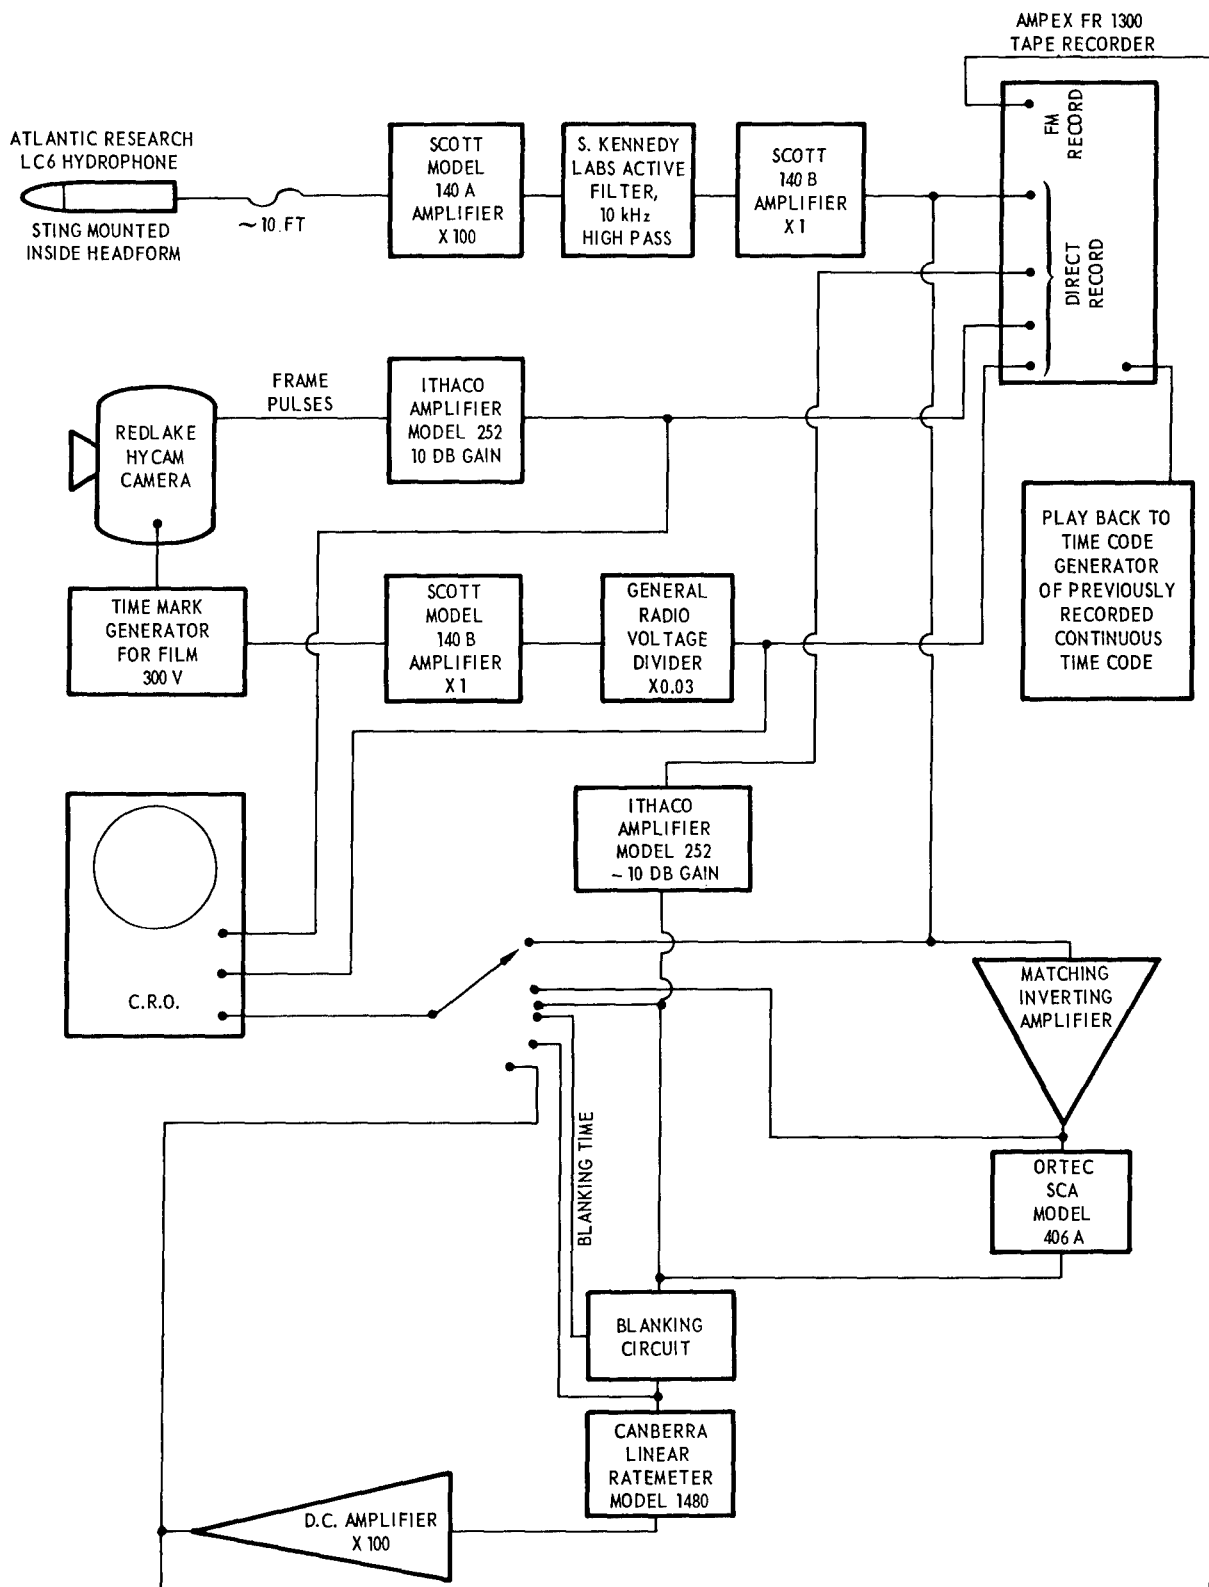 AMPEX FR 1300
TAPE RECORDER
FM
RECORD
DIRECT
RECORD
ATLANTIC RESEARCH
LC6 HYDROPHONE
STING MOUNTED
INSIDE HEADFORM
~ 10 FT
SCOTT
MODEL
140 A
AMPLIFIER
X 100
S. KENNEDY
LABS ACTIVE
FILTER,
10 kHz
HIGH PASS
SCOTT
140 B
AMPLIFIER
X 1
REDLAKE
HYCAM
CAMERA
FRAME
PULSES
ITHACO
AMPLIFIER
MODEL 252
10 DB GAIN
PLAY BACK TO
TIME CODE
GENERATOR
OF PREVIOUSLY
RECORDED
CONTINUOUS
TIME CODE
TIME MARK
GENERATOR
FOR FILM
300 V
SCOTT
MODEL
140 B
AMPLIFIER
X 1
GENERAL
RADIO
VOLTAGE
DIVIDER
X0.03
ITHACO
AMPLIFIER
MODEL 252
~ 10 DB GAIN
C.R.O.
MATCHING
INVERTING
AMPLIFIER
BLANKING TIME
ORTEC
SCA
MODEL
406 A
BLANKING
CIRCUIT
CANBERRA
LINEAR
RATEMETER
MODEL 1480
D.C. AMPLIFIER
X 100